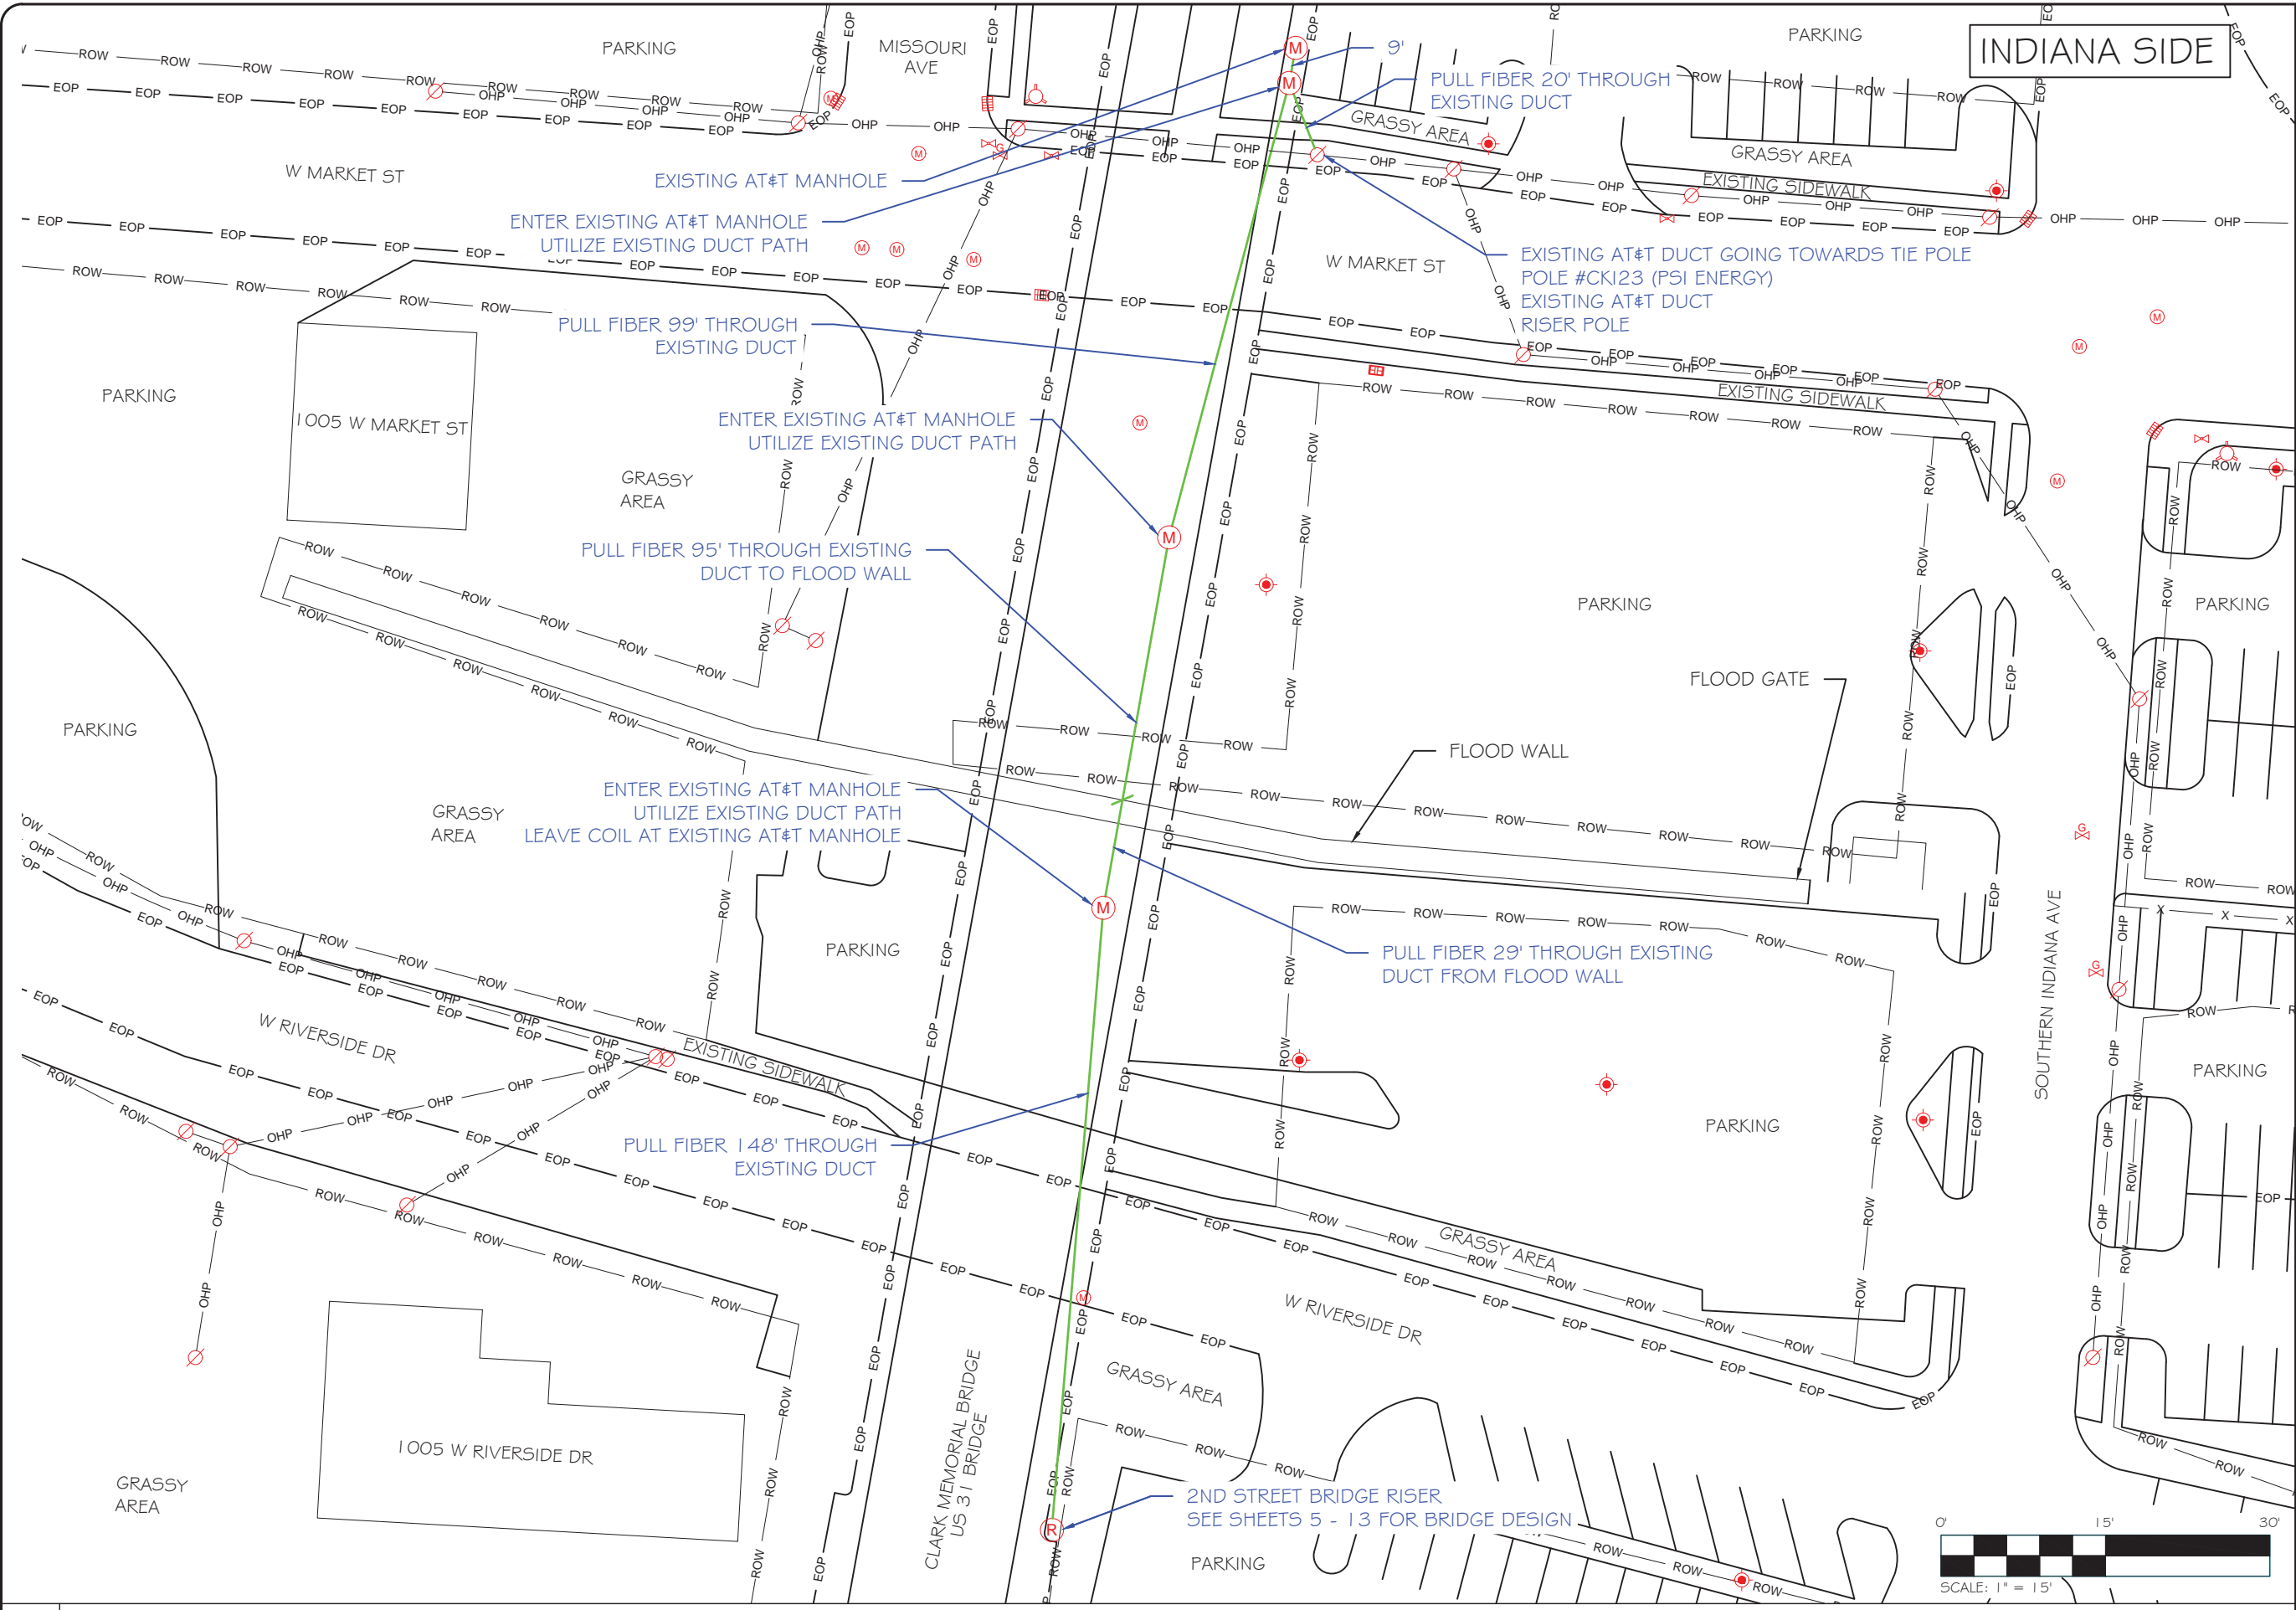 INDIANA SIDE
PARKING
MISSOURI
AVE
PARKING
9'
PULL FIBER 20' THROUGH
EXISTING DUCT
GRASSY AREA
GRASSY AREA
EXISTING SIDEWALK
W MARKET ST
EXISTING AT&T MANHOLE
ENTER EXISTING AT&T MANHOLE
UTILIZE EXISTING DUCT PATH
W MARKET ST
EXISTING AT&T DUCT GOING TOWARDS TIE POLE
POLE #CK123 (PSI ENERGY)
EXISTING AT&T DUCT
RISER POLE
PULL FIBER 99' THROUGH
EXISTING DUCT
PARKING
1005 W MARKET ST
EXISTING SIDEWALK
ENTER EXISTING AT&T MANHOLE
UTILIZE EXISTING DUCT PATH
GRASSY
AREA
PULL FIBER 95' THROUGH EXISTING
DUCT TO FLOOD WALL
PARKING
PARKING
FLOOD GATE
PARKING
FLOOD WALL
ENTER EXISTING AT&T MANHOLE
UTILIZE EXISTING DUCT PATH
LEAVE COIL AT EXISTING AT&T MANHOLE
GRASSY
AREA
PARKING
PULL FIBER 29' THROUGH EXISTING
DUCT FROM FLOOD WALL
SOUTHERN INDIANA AVE
W RIVERSIDE DR
EXISTING SIDEWALK
PARKING
PARKING
PULL FIBER 148' THROUGH
EXISTING DUCT
GRASSY AREA
W RIVERSIDE DR
GRASSY AREA
CLARK MEMORIAL BRIDGE
US 31 BRIDGE
1005 W RIVERSIDE DR
GRASSY
AREA
2ND STREET BRIDGE RISER
SEE SHEETS 5 - 13 FOR BRIDGE DESIGN
PARKING
0' 15' 30'
SCALE: 1" = 15'
ROW
EOP
OHP
M
R
G
X